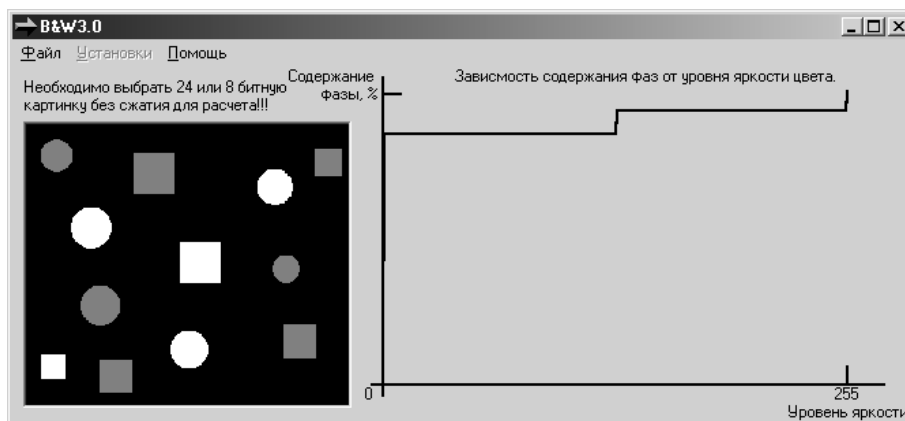 B&W3.0
Файл Установки Помощь
Необходимо выбрать 24 или 8 битную
картинку без сжатия для расчета!!!
Содержание
фазы, %
Зависмость содержания фаз от уровня яркости цвета.
0
255
Уровень яркости